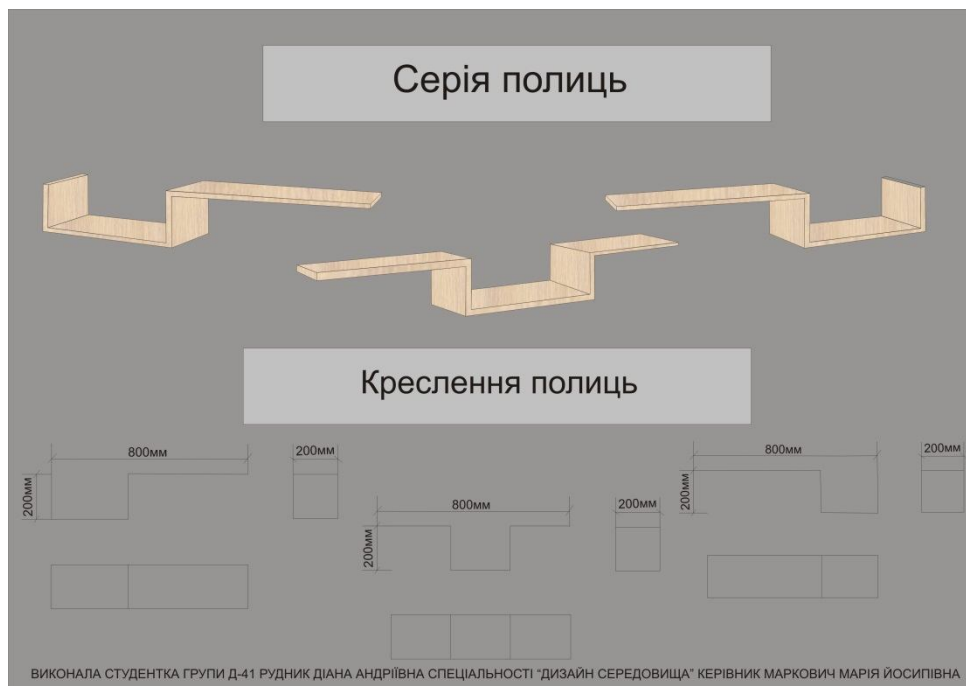 Серія полиць
Креслення полиць
800мм
200мм
200мм
800мм
200мм
200мм
800мм
200мм
200мм
ВИКОНАЛА СТУДЕНТКА ГРУПИ Д-41 РУДНИК ДІАНА АНДРІЇВНА СПЕЦІАЛЬНОСТІ "ДИЗАЙН СЕРЕДОВИЩА" КЕРІВНИК МАРКОВИЧ МАРІЯ ЙОСИПІВНА